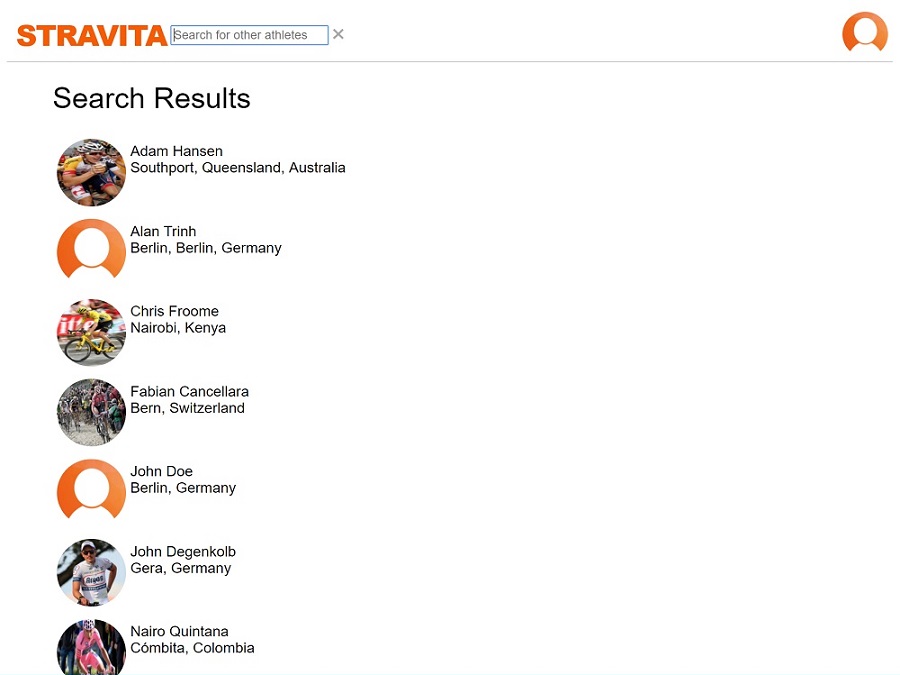 STRAVITA
Search for other athletes
Search Results
Adam Hansen
Southport, Queensland, Australia
Alan Trinh
Berlin, Berlin, Germany
Chris Froome
Nairobi, Kenya
Fabian Cancellara
Bern, Switzerland
John Doe
Berlin, Germany
John Degenkolb
Gera, Germany
Nairo Quintana
Cómbita, Colombia